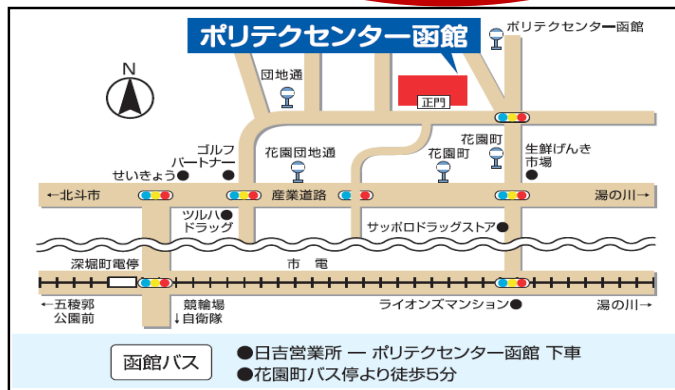 ポリテクセンター函館
ポリテクセンター函館
N
団地通
正門
ゴルフ
パートナー
花園団地通
花園町
花園町
生鮮げんき
市場
せいきょう
←北斗市
産業道路
湯の川→
ツルハ
ドラッグ
サッポロドラッグストア
深堀町電停
市 電
←五稜郭
公園前
競輪場
↓自衛隊
ライオンズマンション
湯の川→
函館バス
●日吉営業所 ― ポリテクセンター函館 下車
●花園町バス停より徒歩5分